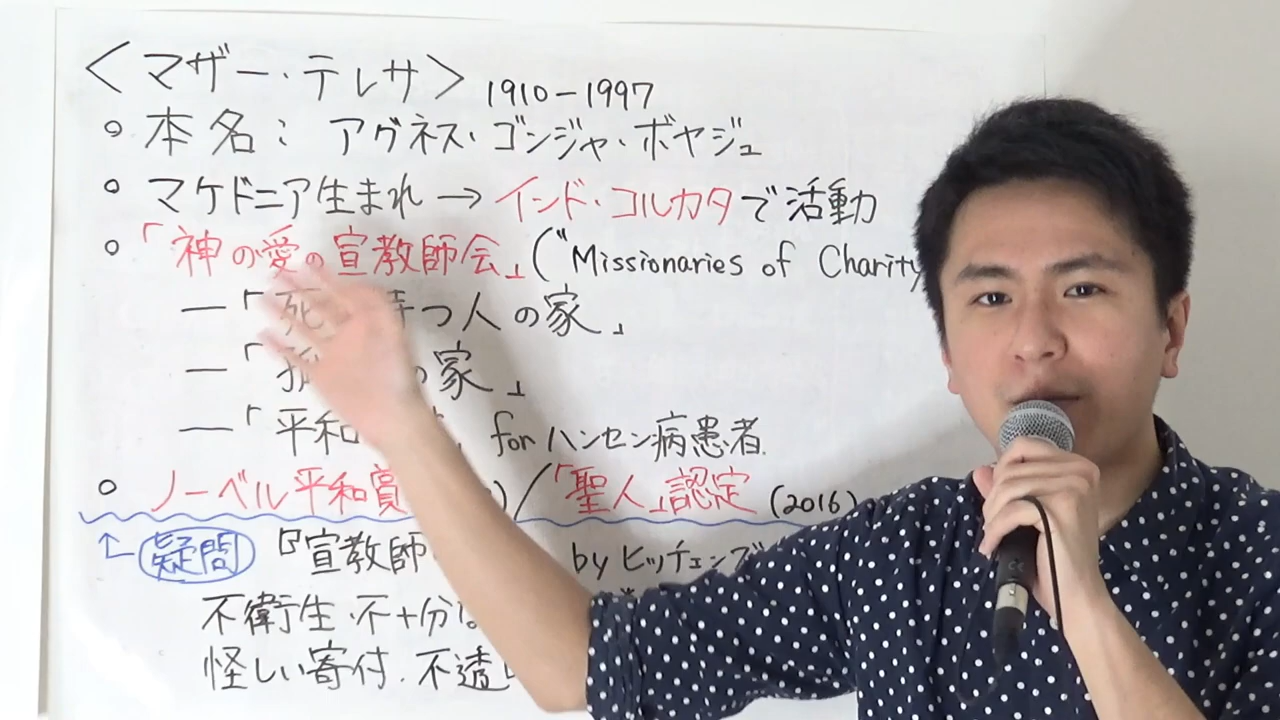 ＜マザー・テレサ＞ 1910-1997
○ 本名：アグネス・ゴンジャ・ボヤジュ
○ マケドニア生まれ → インド・コルカタで活動
○ 「神の愛の宣教師会」("Missionaries of Charity
―「死 待つ人の家」
―「孤 の家」
―「平和 」for ハンセン病患者.
○ ノーベル平和賞 ) /「聖人」認定 (2016)
疑問 『宣教師 by ヒッチェンズ
不衛生・不十分
怪しい寄付. 不透